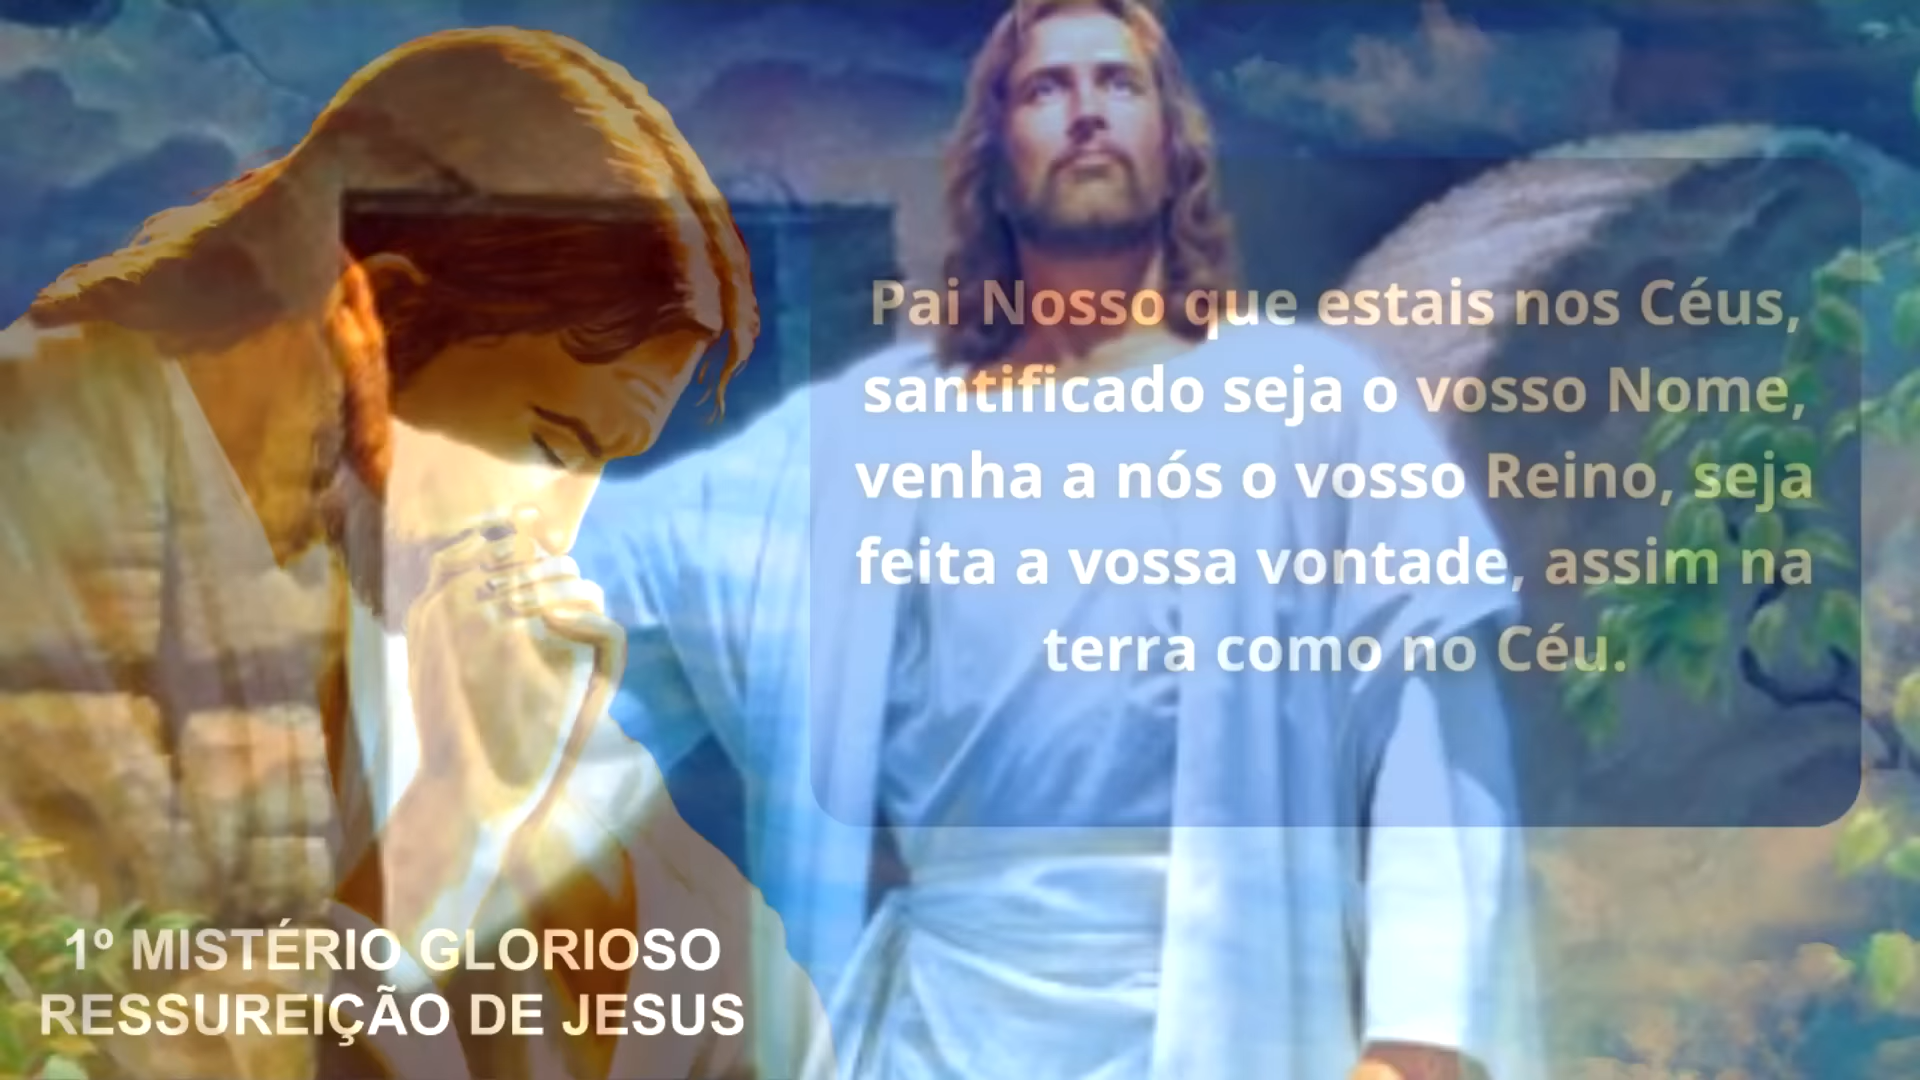 Pai Nosso que estais nos Céus,
santificado seja o vosso Nome,
venha a nós o vosso Reino, seja
feita a vossa vontade, assim na
terra como no Céu.
1º MISTÉRIO GLORIOSO
RESSUREIÇÃO DE JESUS